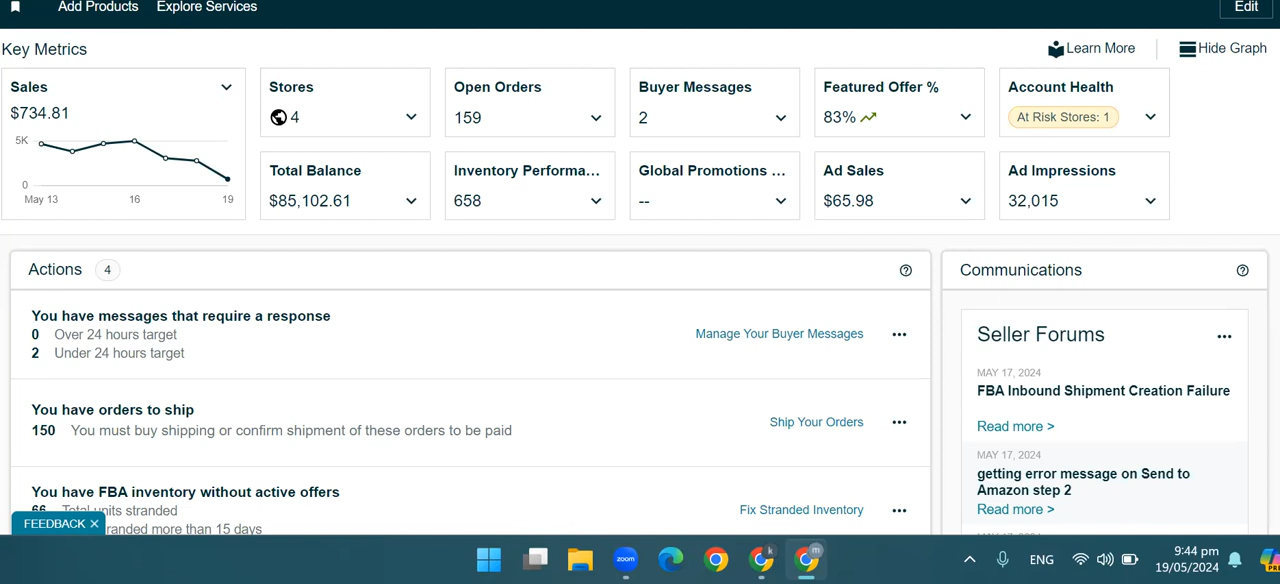 Add Products Explore Services Edit
Key Metrics
Learn More Hide Graph
Sales
$734.81
5K
0
May 13 16 19
Stores
4
Open Orders
159
Buyer Messages
2
Featured Offer %
83%
Account Health
At Risk Stores: 1
Total Balance
$85,102.61
Inventory Performa...
658
Global Promotions ...
--
Ad Sales
$65.98
Ad Impressions
32,015
Actions 4
You have messages that require a response
0 Over 24 hours target
2 Under 24 hours target
Manage Your Buyer Messages
You have orders to ship
150 You must buy shipping or confirm shipment of these orders to be paid
Ship Your Orders
You have FBA inventory without active offers
66 Total units stranded
randed more than 15 days
Fix Stranded Inventory
FEEDBACK
Communications
Seller Forums
MAY 17, 2024
FBA Inbound Shipment Creation Failure
Read more >
MAY 17, 2024
getting error message on Send to
Amazon step 2
Read more >
zoom
k
m
ENG
9:44 pm
19/05/2024
PRE